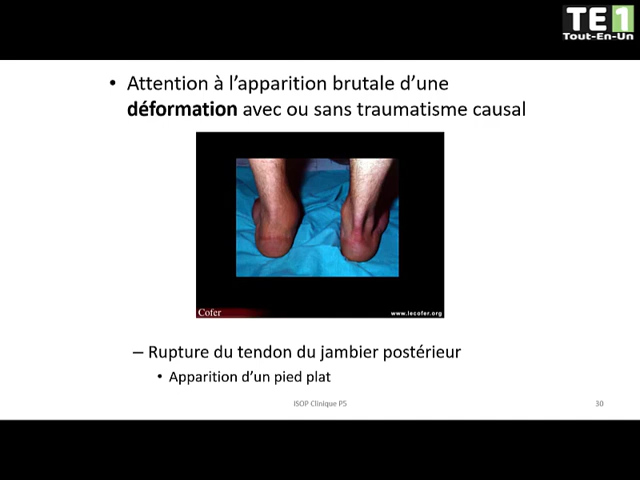 TE1
Tout-En-Un
• Attention à l’apparition brutale d’une
déformation avec ou sans traumatisme causal
Cofer
www.lecofer.org
– Rupture du tendon du jambier postérieur
• Apparition d’un pied plat
ISOP Clinique P5
30